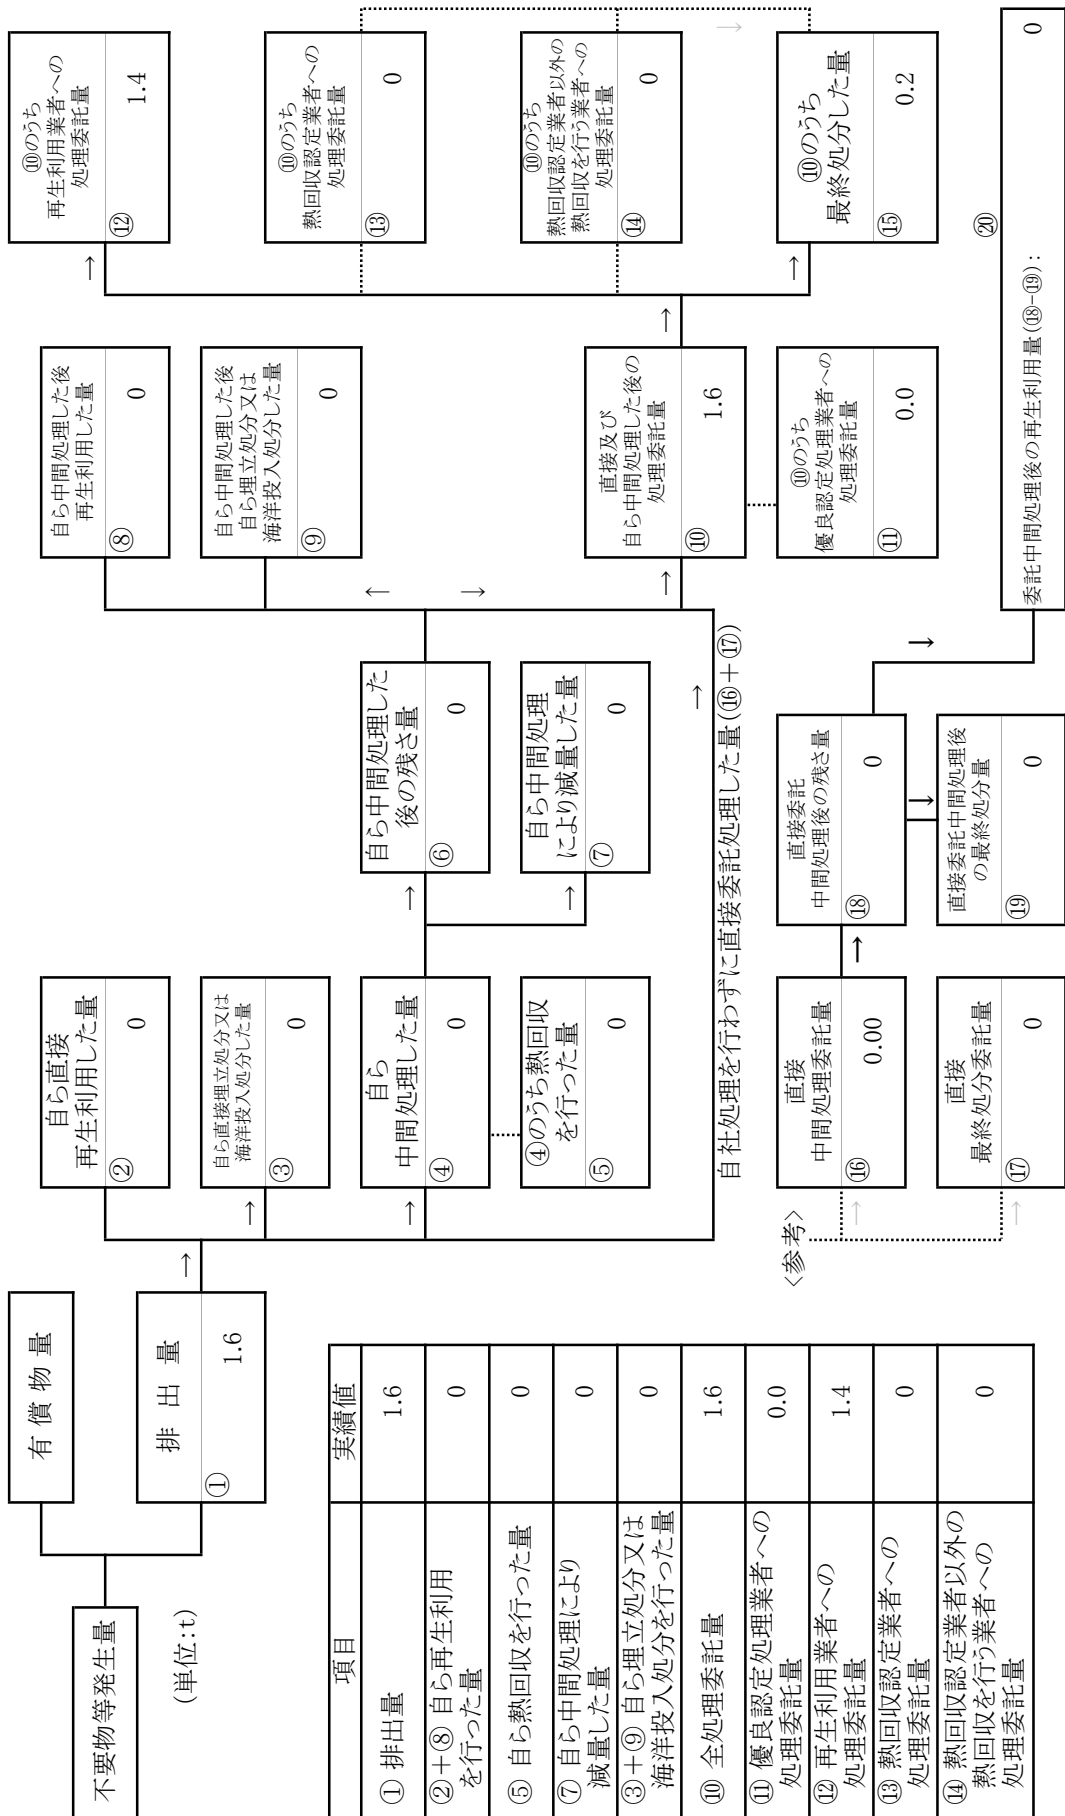 不要物等発生量
(単位:t)
有 償 物 量
排 出 量
① 1.6
→
自ら直接
再生利用した量
② 0
→
自ら直接埋立処分又は
海洋投入処分した量
③ 0
→
自ら
中間処理した量
④ 0
④のうち熱回収
を行った量
⑤ 0
→
自ら中間処理した
後の残さ量
⑥ 0
→
自ら中間処理
により減量した量
⑦ 0
自ら中間処理した後
再生利用した量
⑧ 0
自ら中間処理した後
自ら埋立処分又は
海洋投入処分した量
⑨ 0
↑
↓
→
自社処理を行わずに直接委託処理した量(⑯+⑰)
→
直接及び
自ら中間処理した後の
処理委託量
⑩ 1.6
⑩のうち
優良認定処理業者への
処理委託量
⑪ 0.0
→
→
⑩のうち
再生利用業者への
処理委託量
⑫ 1.4
⑩のうち
熱回収認定業者への
処理委託量
⑬ 0
⑩のうち
熱回収認定業者以外の
熱回収を行う業者への
処理委託量
⑭ 0
↓
→
⑩のうち
最終処分した量
⑮ 0.2
<参考>
→
直接
中間処理委託量
⑯ 0.00
→
直接
最終処分委託量
⑰ 0
→
直接委託
中間処理後の残さ量
⑱ 0
↓
直接委託中間処理後
の最終処分量
⑲ 0
↓
⑳
委託中間処理後の再生利用量(⑱-⑲): 0
項目 実績値
① 排出量 1.6
②+⑧ 自ら再生利用
を行った量 0
⑤ 自ら熱回収を行った量 0
⑦ 自ら中間処理により
減量した量 0
③+⑨ 自ら埋立処分又は
海洋投入処分を行った量 0
⑩ 全処理委託量 1.6
⑪ 優良認定処理業者への
処理委託量 0.0
⑫ 再生利用業者への
処理委託量 1.4
⑬ 熱回収認定業者への
処理委託量 0
⑭ 熱回収認定業者以外の
熱回収を行う業者への
処理委託量 0